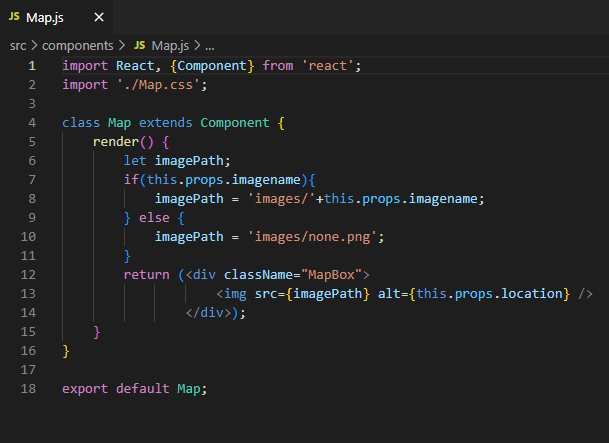 JS Map.js ×
src > components > JS Map.js > ...
1 import React, {Component} from 'react';
2 import './Map.css';
3
4 class Map extends Component {
5     render() {
6         let imagePath;
7         if(this.props.imagename){
8             imagePath = 'images/'+this.props.imagename;
9         } else {
10             imagePath = 'images/none.png';
11         }
12         return (<div className="MapBox">
13                     <img src={imagePath} alt={this.props.location} />
14                 </div>);
15     }
16 }
17
18 export default Map;